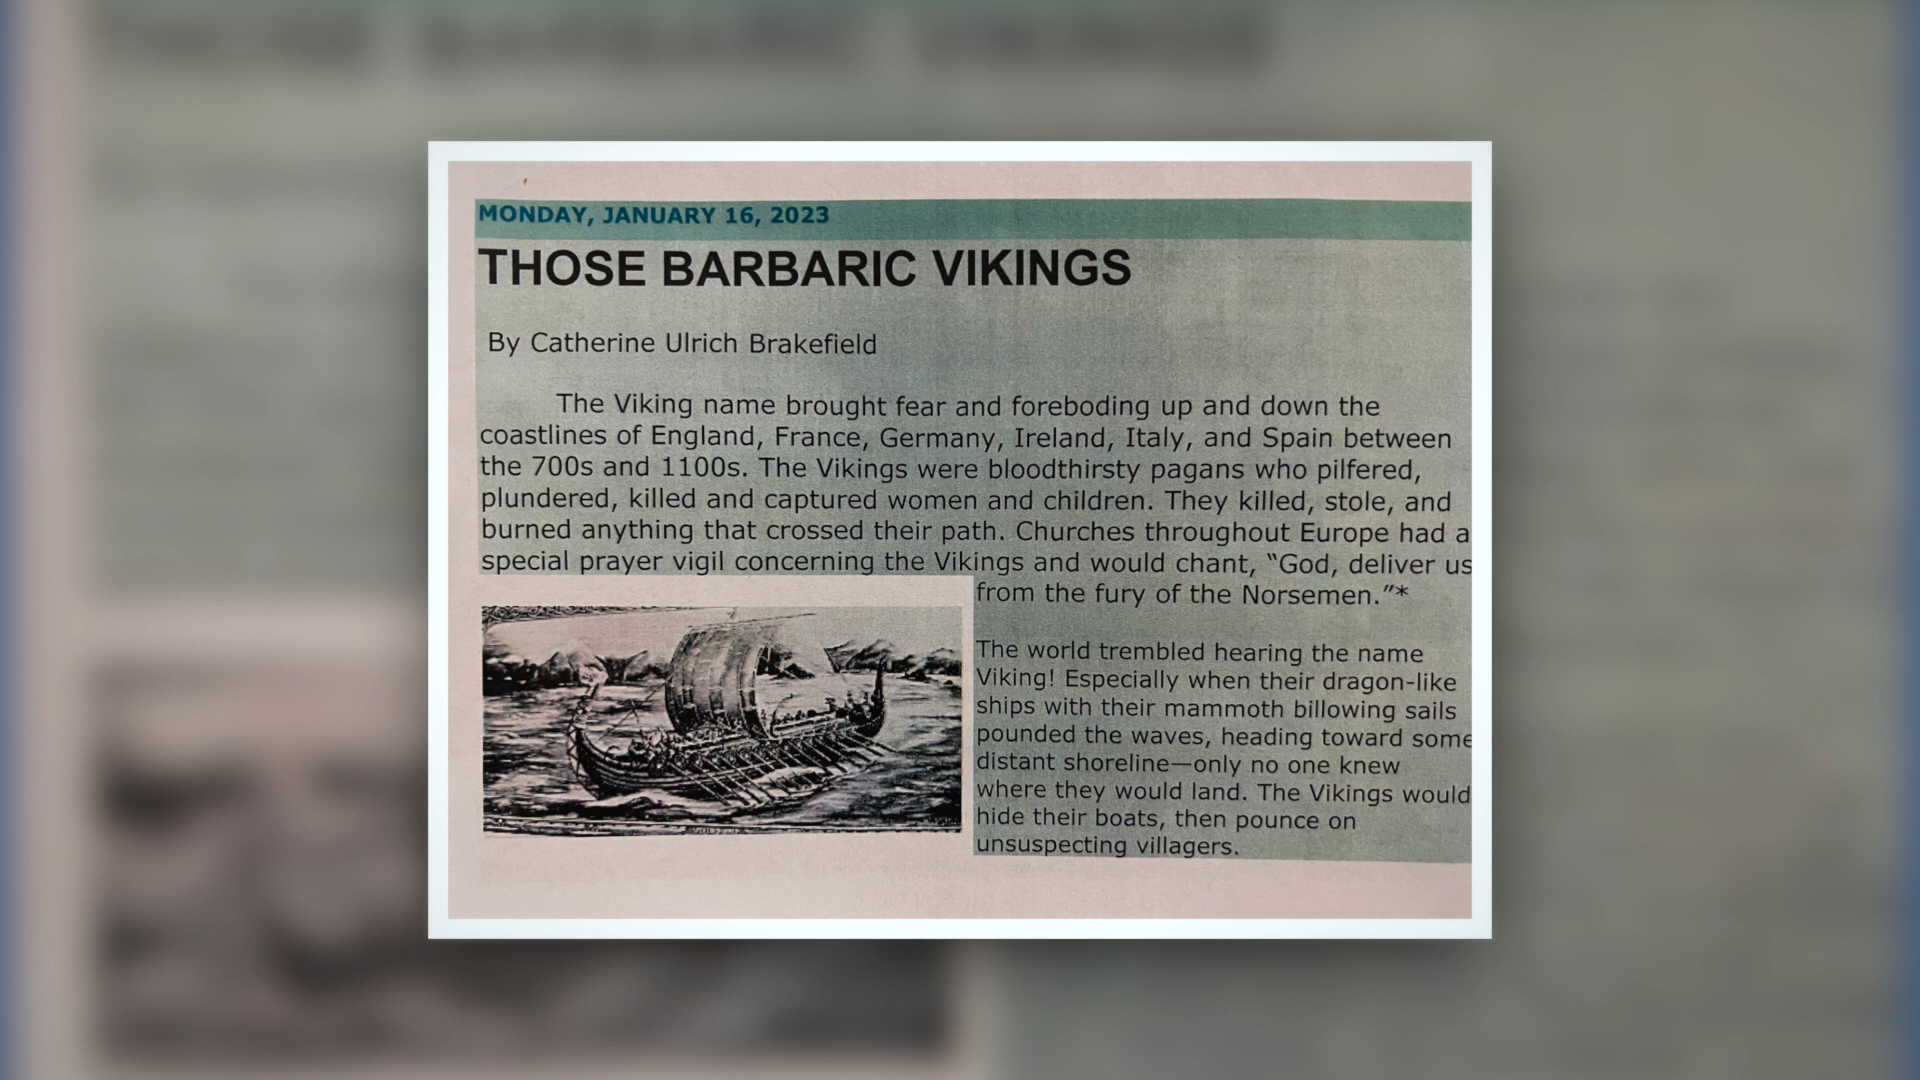 MONDAY, JANUARY 16, 2023
THOSE BARBARIC VIKINGS
By Catherine Ulrich Brakefield
The Viking name brought fear and foreboding up and down the
coastlines of England, France, Germany, Ireland, Italy, and Spain between
the 700s and 1100s. The Vikings were bloodthirsty pagans who pilfered,
plundered, killed and captured women and children. They killed, stole, and
burned anything that crossed their path. Churches throughout Europe had a
special prayer vigil concerning the Vikings and would chant, “God, deliver us
from the fury of the Norsemen.”*
The world trembled hearing the name
Viking! Especially when their dragon-like
ships with their mammoth billowing sails
pounded the waves, heading toward some
distant shoreline—only no one knew
where they would land. The Vikings would
hide their boats, then pounce on
unsuspecting villagers.